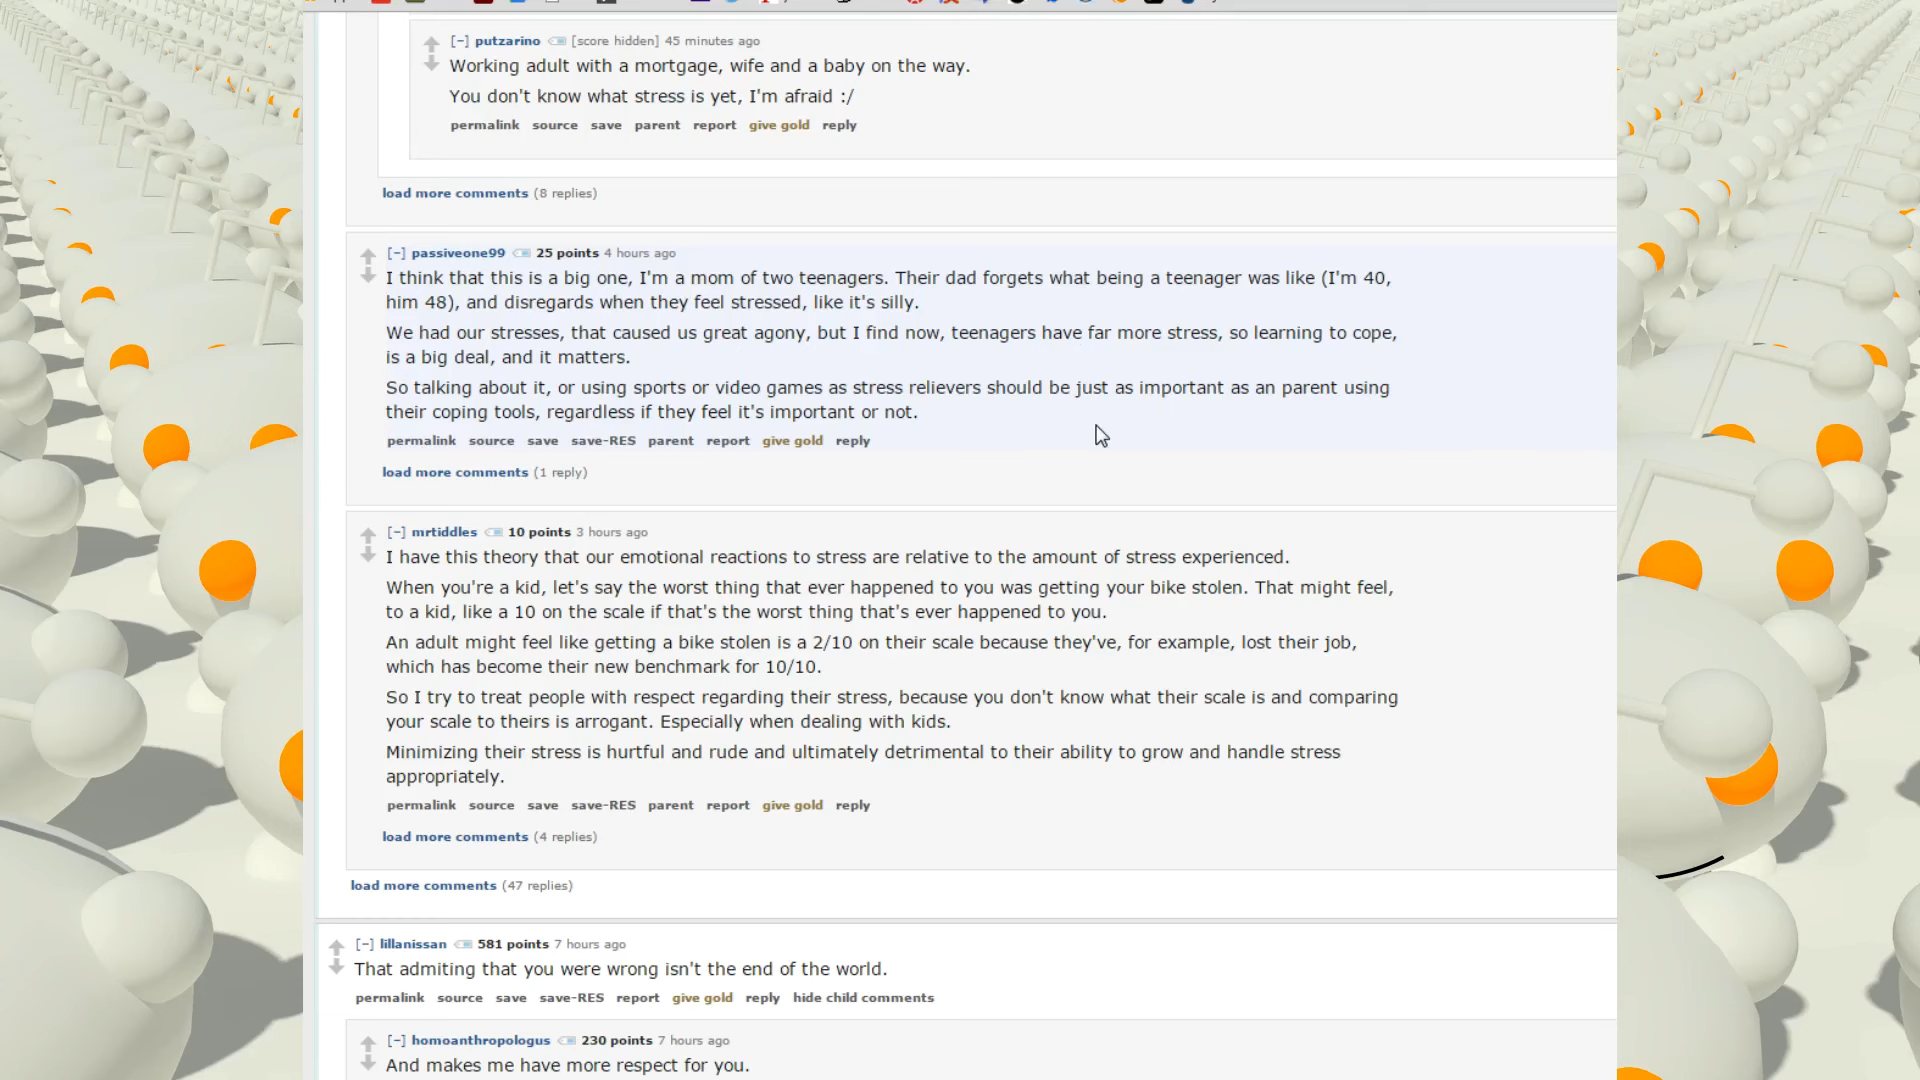 [-] putzarino [score hidden] 45 minutes ago
Working adult with a mortgage, wife and a baby on the way.
You don't know what stress is yet, I'm afraid :/
permalink source save parent report give gold reply
load more comments (8 replies)
[-] passiveone99 25 points 4 hours ago
I think that this is a big one, I'm a mom of two teenagers. Their dad forgets what being a teenager was like (I'm 40,
him 48), and disregards when they feel stressed, like it's silly.
We had our stresses, that caused us great agony, but I find now, teenagers have far more stress, so learning to cope,
is a big deal, and it matters.
So talking about it, or using sports or video games as stress relievers should be just as important as an parent using
their coping tools, regardless if they feel it's important or not.
permalink source save save-RES parent report give gold reply
load more comments (1 reply)
[-] mrtiddles 10 points 3 hours ago
I have this theory that our emotional reactions to stress are relative to the amount of stress experienced.
When you're a kid, let's say the worst thing that ever happened to you was getting your bike stolen. That might feel,
to a kid, like a 10 on the scale if that's the worst thing that's ever happened to you.
An adult might feel like getting a bike stolen is a 2/10 on their scale because they've, for example, lost their job,
which has become their new benchmark for 10/10.
So I try to treat people with respect regarding their stress, because you don't know what their scale is and comparing
your scale to theirs is arrogant. Especially when dealing with kids.
Minimizing their stress is hurtful and rude and ultimately detrimental to their ability to grow and handle stress
appropriately.
permalink source save save-RES parent report give gold reply
load more comments (4 replies)
load more comments (47 replies)
[-] lillanissan 581 points 7 hours ago
That admiting that you were wrong isn't the end of the world.
permalink source save save-RES report give gold reply hide child comments
[-] homoanthropologus 230 points 7 hours ago
And makes me have more respect for you.